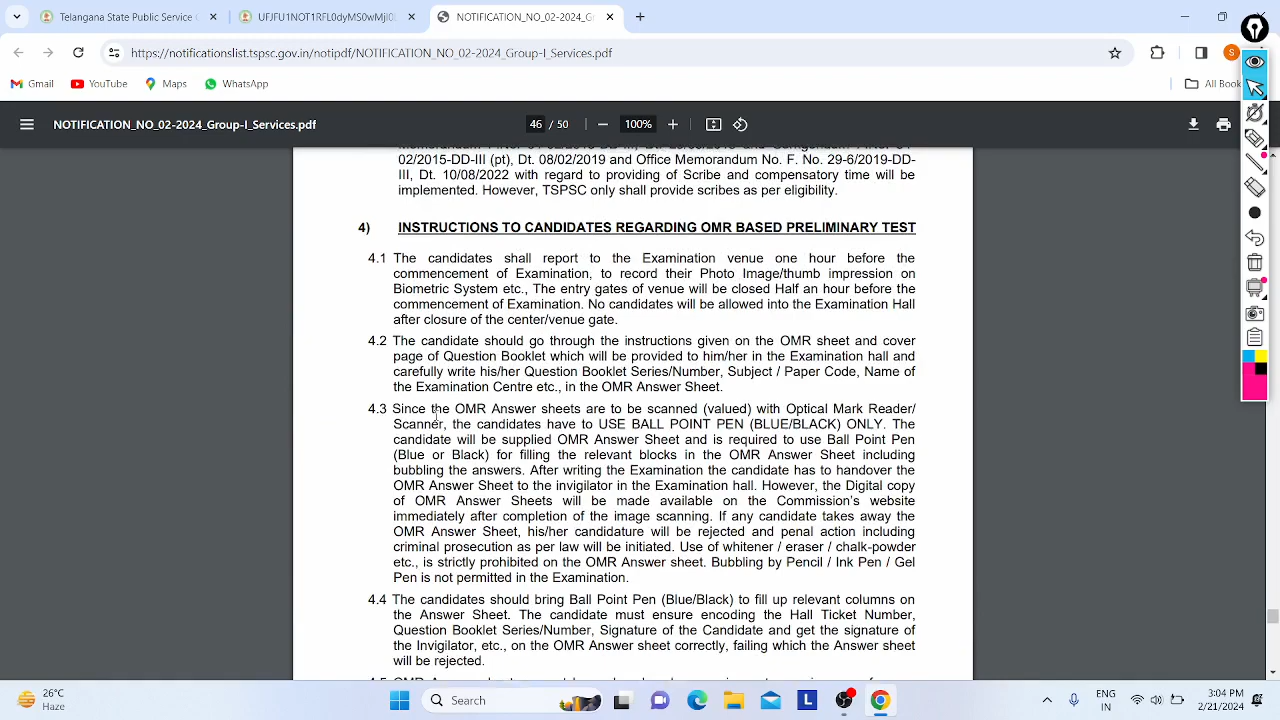 Telangana State Public Service
UFJFU1NOT1RFL0dyMS0wMji0
NOTIFICATION_NO_02-2024_G
https://notificationslist.tspsc.gov.in/notipdf/NOTIFICATION_NO_02-2024_Group-I_Services.pdf
S
Gmail
YouTube
Maps
WhatsApp
All Book
NOTIFICATION_NO_02-2024_Group-I_Services.pdf
46 / 50
100%
02/2015-DD-III (pt), Dt. 08/02/2019 and Office Memorandum No. F. No. 29-6/2019-DD-
III, Dt. 10/08/2022 with regard to providing of Scribe and compensatory time will be
implemented. However, TSPSC only shall provide scribes as per eligibility.
4) INSTRUCTIONS TO CANDIDATES REGARDING OMR BASED PRELIMINARY TEST
4.1 The candidates shall report to the Examination venue one hour before the
commencement of Examination, to record their Photo Image/thumb impression on
Biometric System etc., The entry gates of venue will be closed Half an hour before the
commencement of Examination. No candidates will be allowed into the Examination Hall
after closure of the center/venue gate.
4.2 The candidate should go through the instructions given on the OMR sheet and cover
page of Question Booklet which will be provided to him/her in the Examination hall and
carefully write his/her Question Booklet Series/Number, Subject / Paper Code, Name of
the Examination Centre etc., in the OMR Answer Sheet.
4.3 Since the OMR Answer sheets are to be scanned (valued) with Optical Mark Reader/
Scanner, the candidates have to USE BALL POINT PEN (BLUE/BLACK) ONLY. The
candidate will be supplied OMR Answer Sheet and is required to use Ball Point Pen
(Blue or Black) for filling the relevant blocks in the OMR Answer Sheet including
bubbling the answers. After writing the Examination the candidate has to handover the
OMR Answer Sheet to the invigilator in the Examination hall. However, the Digital copy
of OMR Answer Sheets will be made available on the Commission's website
immediately after completion of the image scanning. If any candidate takes away the
OMR Answer Sheet, his/her candidature will be rejected and penal action including
criminal prosecution as per law will be initiated. Use of whitener / eraser / chalk-powder
etc., is strictly prohibited on the OMR Answer sheet. Bubbling by Pencil / Ink Pen / Gel
Pen is not permitted in the Examination.
4.4 The candidates should bring Ball Point Pen (Blue/Black) to fill up relevant columns on
the Answer Sheet. The candidate must ensure encoding the Hall Ticket Number,
Question Booklet Series/Number, Signature of the Candidate and get the signature of
the Invigilator, etc., on the OMR Answer sheet correctly, failing which the Answer sheet
will be rejected.
26°C
Haze
Search
L
ENG
IN
3:04 PM
2/21/2024